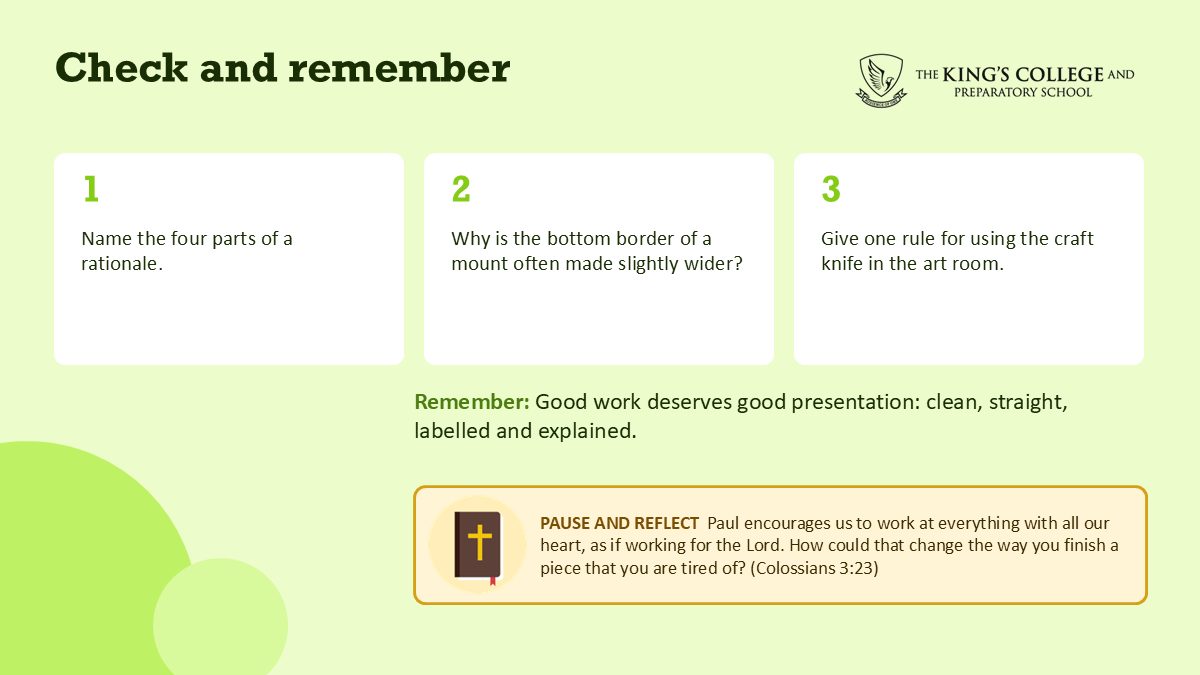 Check and remember
THE KING'S COLLEGE AND
PREPARATORY SCHOOL
1
Name the four parts of a
rationale.
2
Why is the bottom border of a
mount often made slightly wider?
3
Give one rule for using the craft
knife in the art room.
Remember: Good work deserves good presentation: clean, straight,
labelled and explained.
PAUSE AND REFLECT Paul encourages us to work at everything with all our
heart, as if working for the Lord. How could that change the way you finish a
piece that you are tired of? (Colossians 3:23)